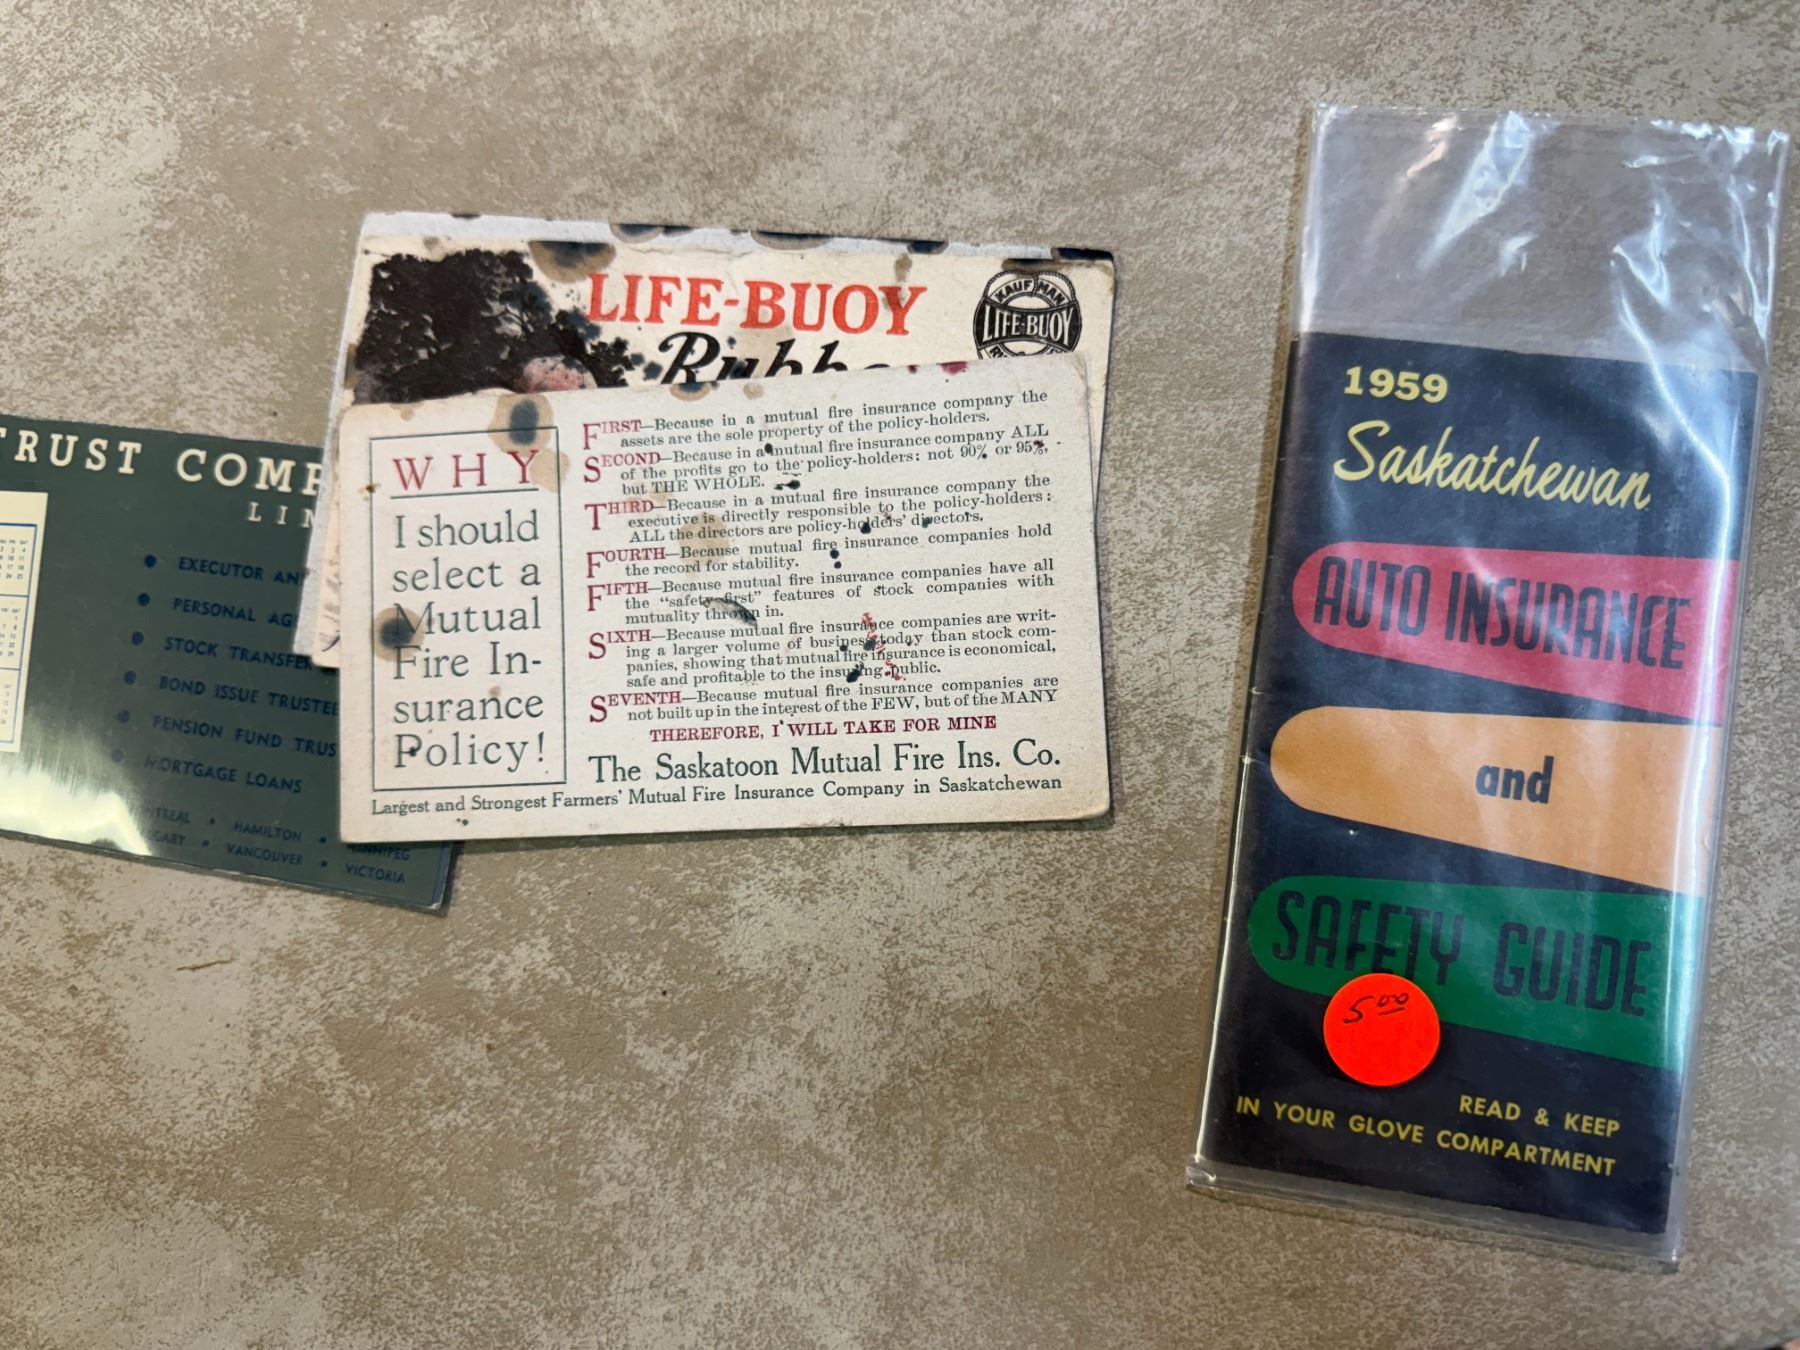 TRUST COMP
LIM
EXECUTOR AN
PERSONAL AG
STOCK TRANSFER
BOND ISSUE TRUSTEE
PENSION FUND TRUS
MORTGAGE LOANS
HAMILTON • WINNIPEG
VANCOUVER • VICTORIA
LIFE-BUOY
Rubbe
KAUFMAN
LIFE-BUOY
WHY
I should
select a
Mutual
Fire In-
surance
Policy!
FIRST—Because in a mutual fire insurance company the
assets are the sole property of the policy-holders.
SECOND—Because in a mutual fire insurance company ALL
of the profits go to the policy-holders: not 90% or 95%,
but THE WHOLE.
THIRD—Because in a mutual fire insurance company the
executive is directly responsible to the policy-holders:
ALL the directors are policy-holders' directors.
FOURTH—Because mutual fire insurance companies hold
the record for stability.
FIFTH—Because mutual fire insurance companies have all
the "safety-first" features of stock companies with
mutuality thrown in.
SIXTH—Because mutual fire insurance companies are writ-
ing a larger volume of business today than stock com-
panies, showing that mutual fire insurance is economical,
safe and profitable to the insuring public.
SEVENTH—Because mutual fire insurance companies are
not built up in the interest of the FEW, but of the MANY
THEREFORE, I WILL TAKE FOR MINE
The Saskatoon Mutual Fire Ins. Co.
Largest and Strongest Farmers' Mutual Fire Insurance Company in Saskatchewan
1959
Saskatchewan
AUTO INSURANCE
and
SAFETY GUIDE
5.00
READ & KEEP
IN YOUR GLOVE COMPARTMENT